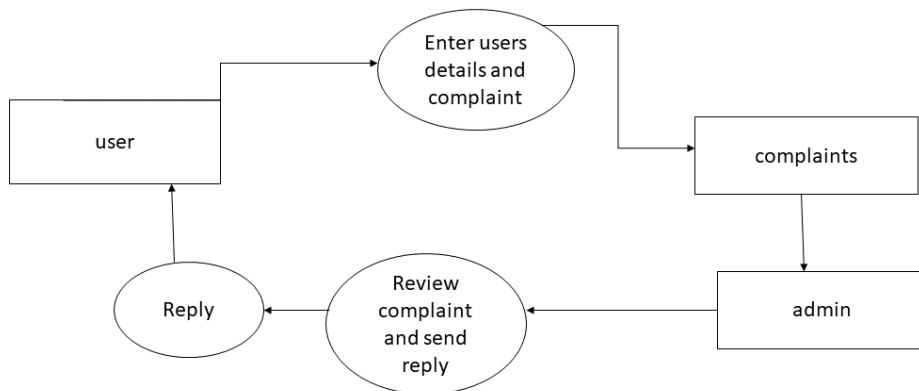 Enter users
details and
complaint
user
complaints
Review
complaint
and send
reply
Reply
admin